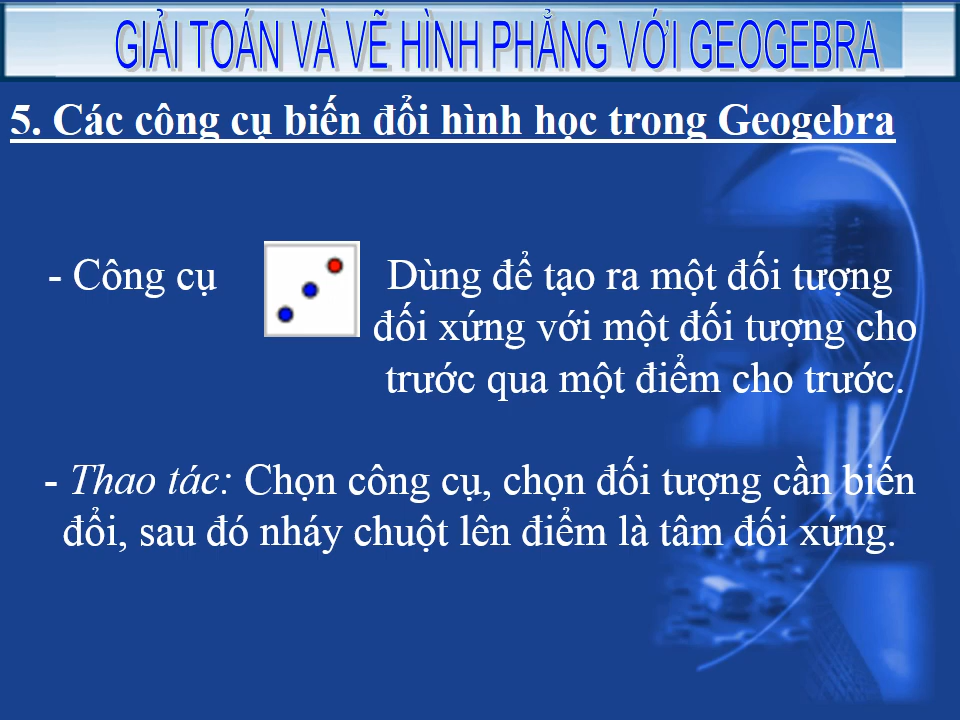 GIẢI TOÁN VÀ VẼ HÌNH PHẲNG VỚI GEOGEBRA
5. Các công cụ biến đổi hình học trong Geogebra
- Công cụ
Dùng để tạo ra một đối tượng
đối xứng với một đối tượng cho
trước qua một điểm cho trước.
- Thao tác: Chọn công cụ, chọn đối tượng cần biến
đổi, sau đó nháy chuột lên điểm là tâm đối xứng.